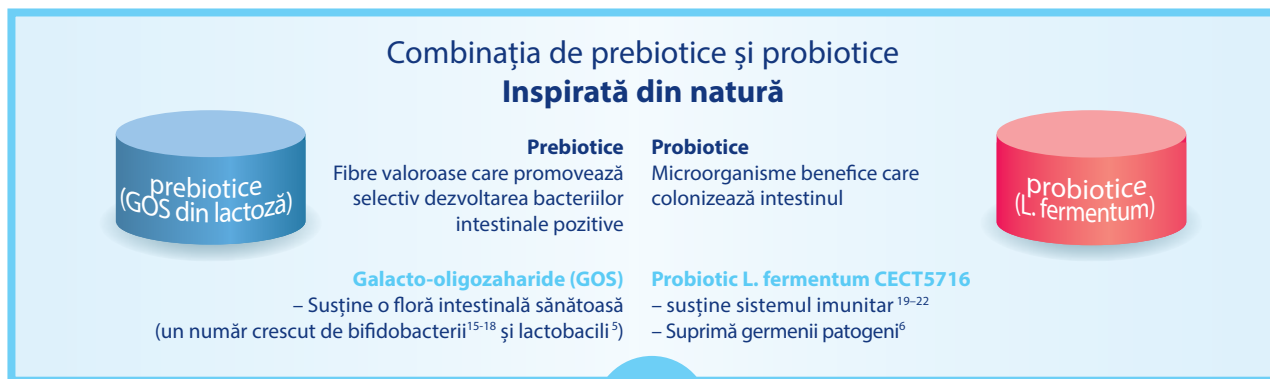 Combinația de prebiotice și probiotice
Inspirată din natură
prebiotice
(GOS din lactoză)
Prebiotice
Fibre valoroase care promovează
selectiv dezvoltarea bacteriilor
intestinale pozitive
Galacto-oligozaharide (GOS)
– Susține o floră intestinală sănătoasă
(un număr crescut de bifidobacterii15-18 și lactobacili5)
Probiotice
Microorganisme benefice care
colonizează intestinul
Probiotic L. fermentum CECT5716
– susține sistemul imunitar19–22
– Suprimă germenii patogeni6
probiotice
(L. fermentum)